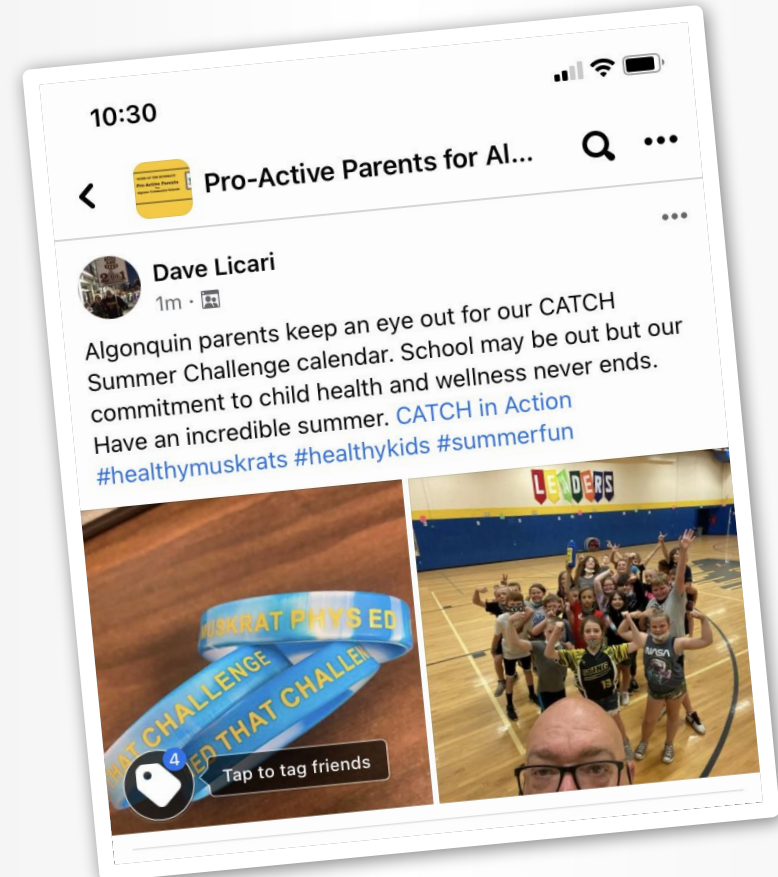 10:30
Pro-Active Parents for Al...
Dave Licari
1m ·
Algonquin parents keep an eye out for our CATCH
Summer Challenge calendar. School may be out but our
commitment to child health and wellness never ends.
Have an incredible summer. CATCH in Action
#healthymuskrats #healthykids #summerfun
LEADERS
MUSKRAT PHYS ED
HAT CHALLENGE
ED THAT CHALLEN
4
Tap to tag friends
NASA
13